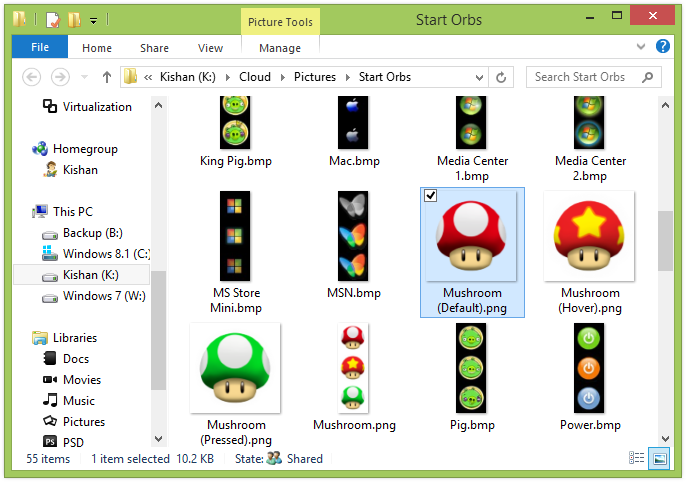 Picture Tools
Start Orbs
File
Home
Share
View
Manage
Kishan (K:)
Cloud
Pictures
Start Orbs
Search Start Orbs
Virtualization
Homegroup
Kishan
This PC
Backup (B:)
Windows 8.1 (C:)
Kishan (K:)
Windows 7 (W:)
Libraries
Docs
Movies
Music
Pictures
PSD
King Pig.bmp
Mac.bmp
Media Center
1.bmp
Media Center
2.bmp
MS Store
Mini.bmp
MSN.bmp
Mushroom
(Default).png
Mushroom
(Hover).png
Mushroom
(Pressed).png
Mushroom.png
Pig.bmp
Power.bmp
55 items
1 item selected 10.2 KB
State:
Shared